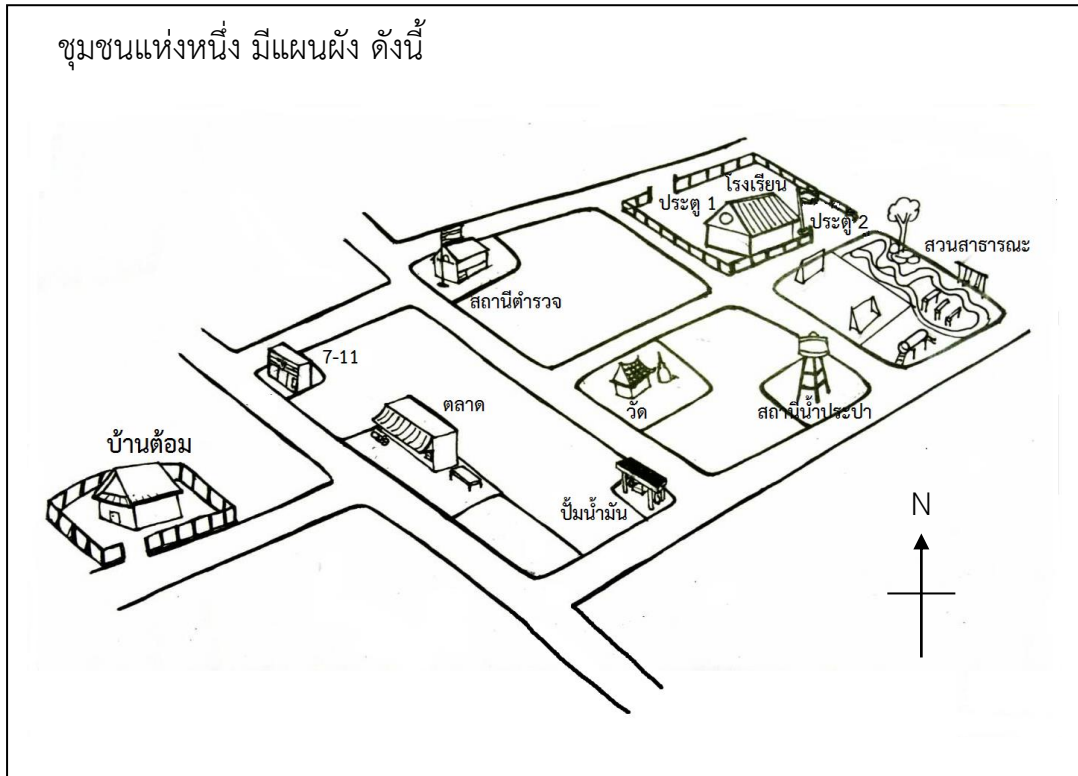 ชุมชนแห่งหนึ่ง มีแผนผัง ดังนี้
โรงเรียน
ประตู 1
ประตู 2
สวนสาธารณะ
สถานีตำรวจ
7-11
ตลาด
วัด
สถานีน้ำประปา
บ้านต้อม
ปั้มน้ำมัน
N